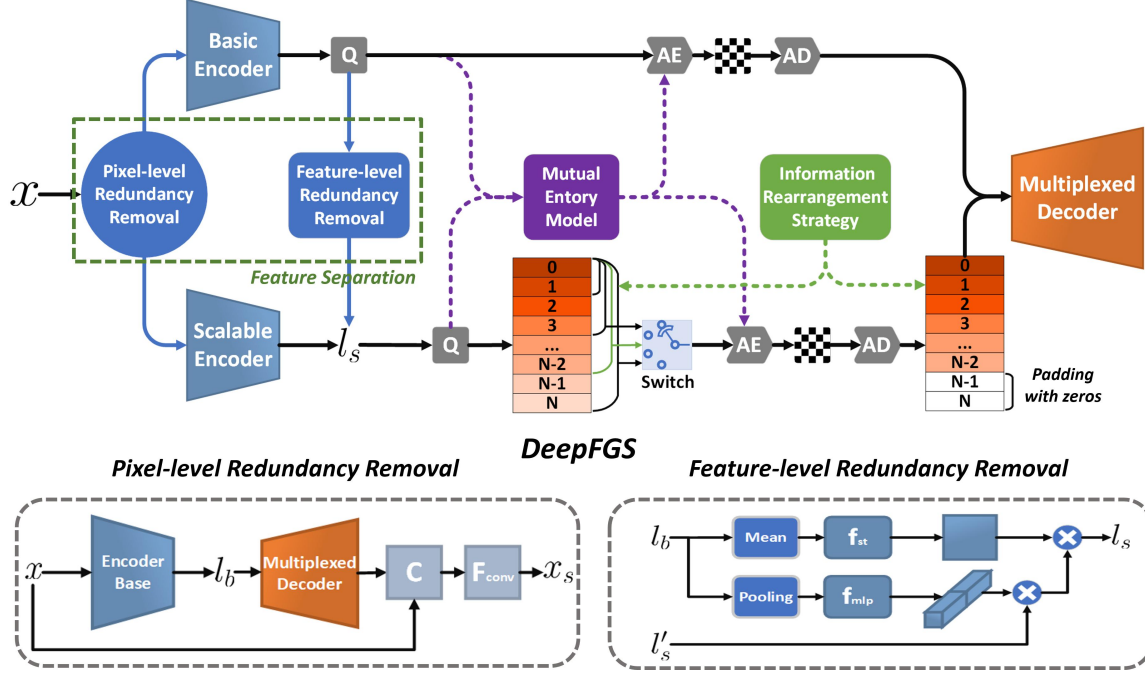 Basic
Encoder
Q
AE
AD
x
Pixel-level
Redundancy
Removal
Feature-level
Redundancy
Removal
Mutual
Entory
Model
Information
Rearrangement
Strategy
Multiplexed
Decoder
Feature Separation
Scalable
Encoder
l_s
Q
0
1
2
3
...
N-2
N-1
N
Switch
AE
AD
0
1
2
3
...
N-2
N-1
N
Padding
with zeros
DeepFGS
Pixel-level Redundancy Removal
x
Encoder
Base
l_b
Multiplexed
Decoder
C
F_conv
x_s
Feature-level Redundancy Removal
l_b
Mean
f_st
l_s
Pooling
f_mlp
l'_s